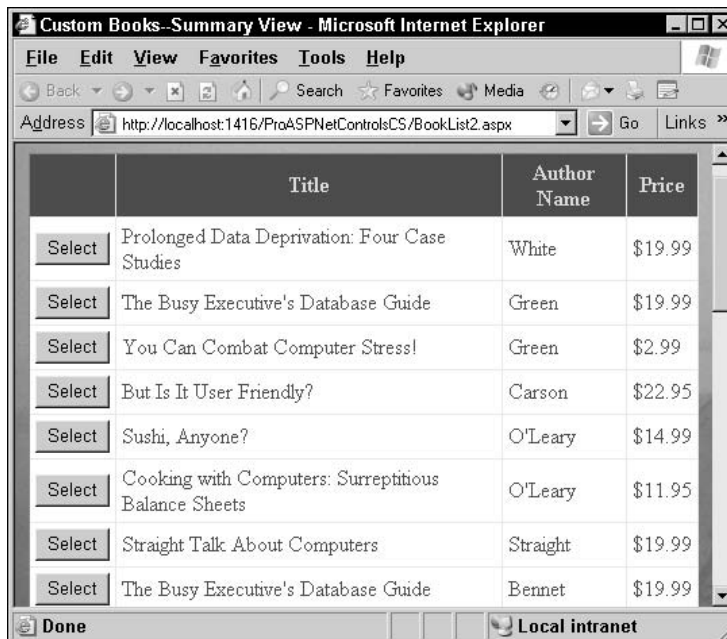 Custom Books--Summary View - Microsoft Internet Explorer
File Edit View Favorites Tools Help
Back Search Favorites Media
Address http://localhost:1416/ProASPNetControlsCS/BookList2.aspx Go Links »
Title Author Name Price
Select Prolonged Data Deprivation: Four Case Studies White $19.99
Select The Busy Executive's Database Guide Green $19.99
Select You Can Combat Computer Stress! Green $2.99
Select But Is It User Friendly? Carson $22.95
Select Sushi, Anyone? O'Leary $14.99
Select Cooking with Computers: Surreptitious Balance Sheets O'Leary $11.95
Select Straight Talk About Computers Straight $19.99
Select The Busy Executive's Database Guide Bennet $19.99
Done Local intranet